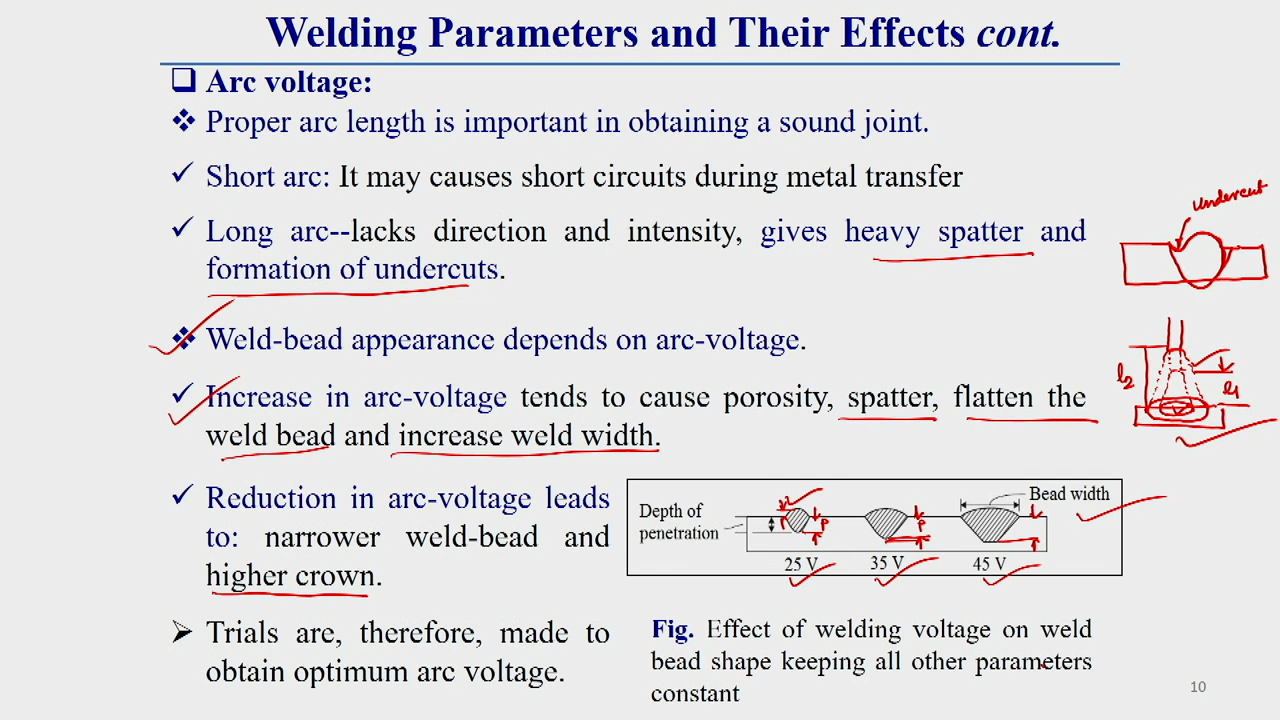 Welding Parameters and Their Effects cont.
Arc voltage:
Proper arc length is important in obtaining a sound joint.
Short arc: It may causes short circuits during metal transfer
Long arc--lacks direction and intensity, gives heavy spatter and
formation of undercuts.
Weld-bead appearance depends on arc-voltage.
Increase in arc-voltage tends to cause porosity, spatter, flatten the
weld bead and increase weld width.
Reduction in arc-voltage leads
to: narrower weld-bead and
higher crown.
Trials are, therefore, made to
obtain optimum arc voltage.
undercut
l2
l1
Depth of
penetration
Bead width
P
P
25 V
35 V
45 V
Fig. Effect of welding voltage on weld
bead shape keeping all other parameters
constant
10